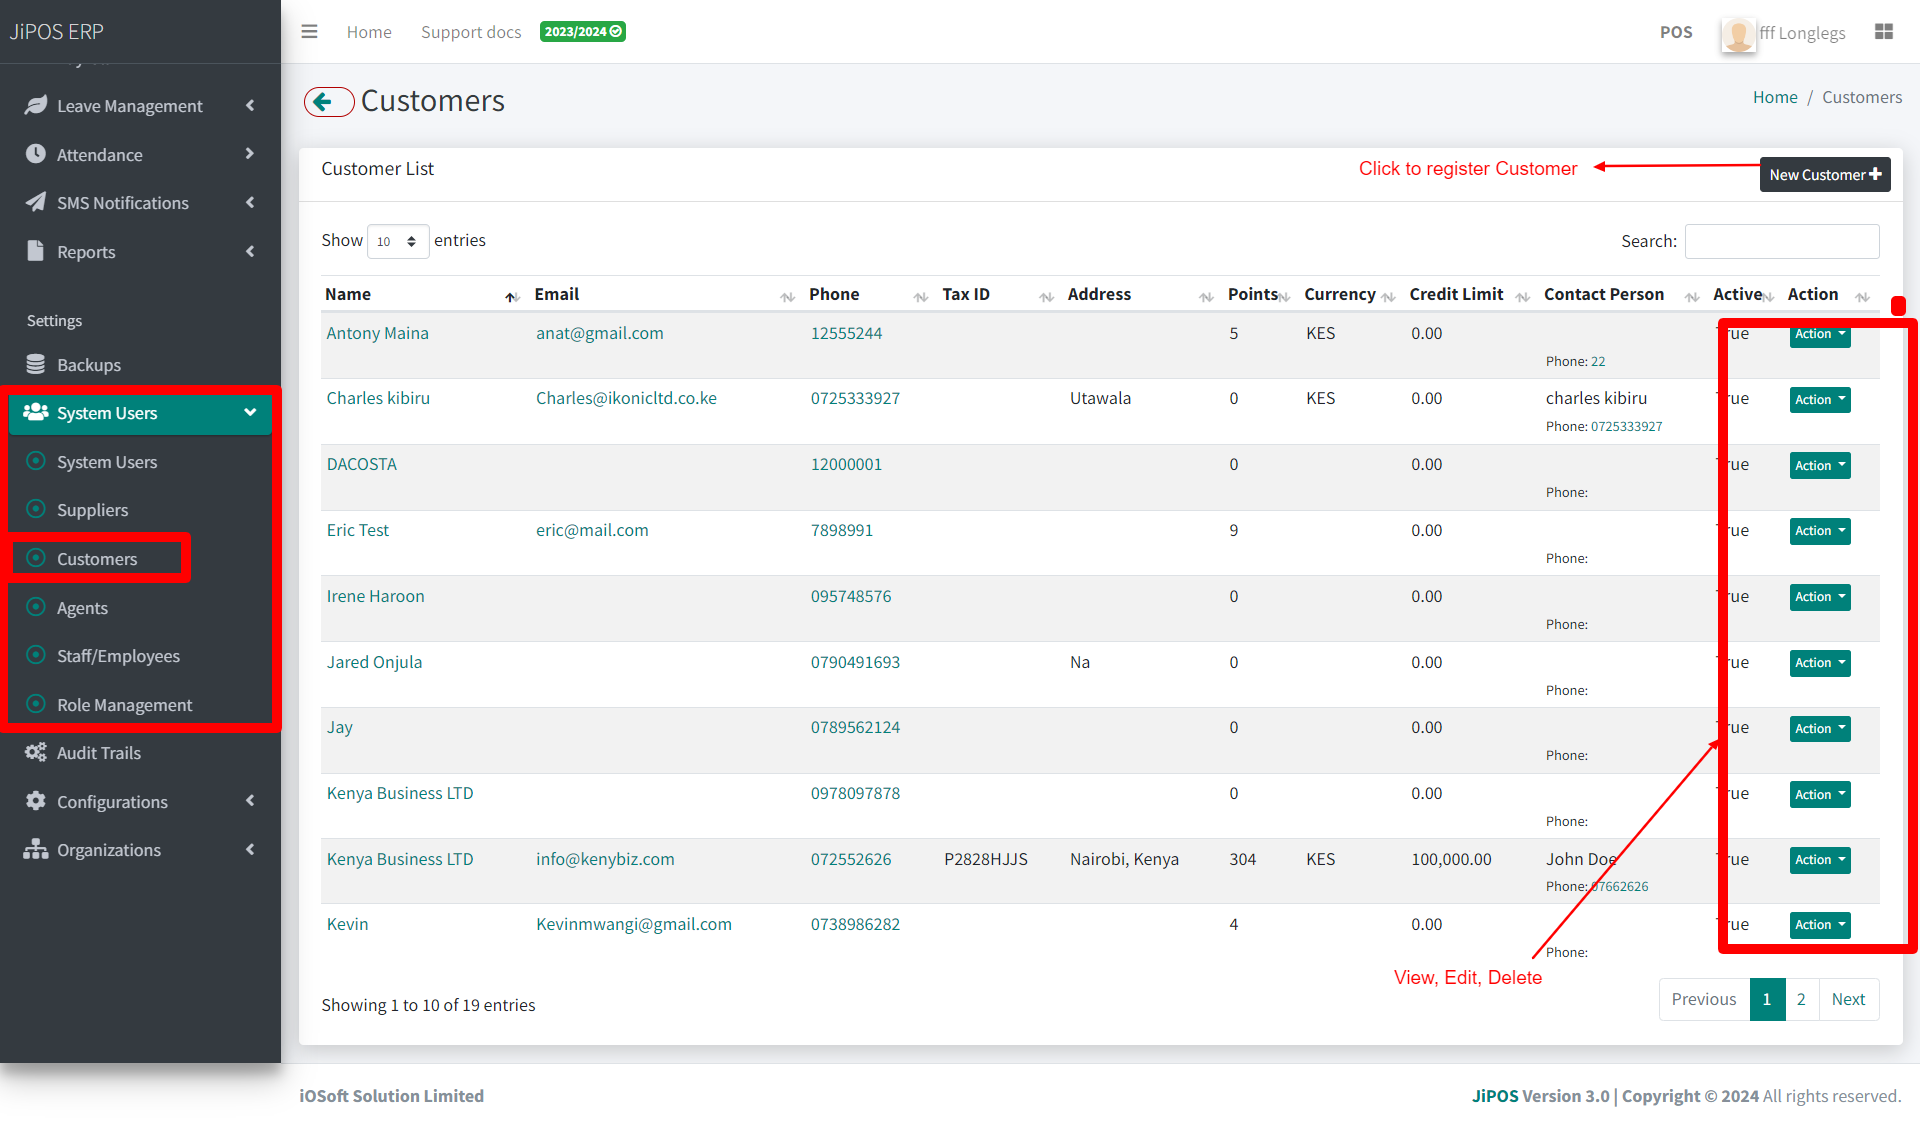 JiPOS ERP
Home
Support docs
2023/2024
POS
fff Longlegs
Leave Management
Attendance
SMS Notifications
Reports
Settings
Backups
System Users
System Users
Suppliers
Customers
Agents
Staff/Employees
Role Management
Audit Trails
Configurations
Organizations
Customers
Home / Customers
Customer List
Click to register Customer
New Customer
Show 10 entries
Search:
Name Email Phone Tax ID Address Points Currency Credit Limit Contact Person Active Action
Antony Maina anat@gmail.com 12555244 5 KES 0.00 True Action
Phone: 22
Charles kibiru Charles@ikonicltd.co.ke 0725333927 Utawala 0 KES 0.00 charles kibiru True Action
Phone: 0725333927
DACOSTA 12000001 0 0.00 True Action
Phone:
Eric Test eric@mail.com 7898991 9 0.00 True Action
Phone:
Irene Haroon 095748576 0 0.00 True Action
Phone:
Jared Onjula 0790491693 Na 0 0.00 True Action
Phone:
Jay 0789562124 0 0.00 True Action
Phone:
Kenya Business LTD 0978097878 0 0.00 True Action
Phone:
Kenya Business LTD info@kenybiz.com 072552626 P2828HJJS Nairobi, Kenya 304 KES 100,000.00 John Doe True Action
Phone: 07662626
Kevin Kevinmwangi@gmail.com 0738986282 4 0.00 True Action
Phone:
View, Edit, Delete
Showing 1 to 10 of 19 entries
Previous 1 2 Next
iOSoft Solution Limited
JiPOS Version 3.0 | Copyright © 2024 All rights reserved.